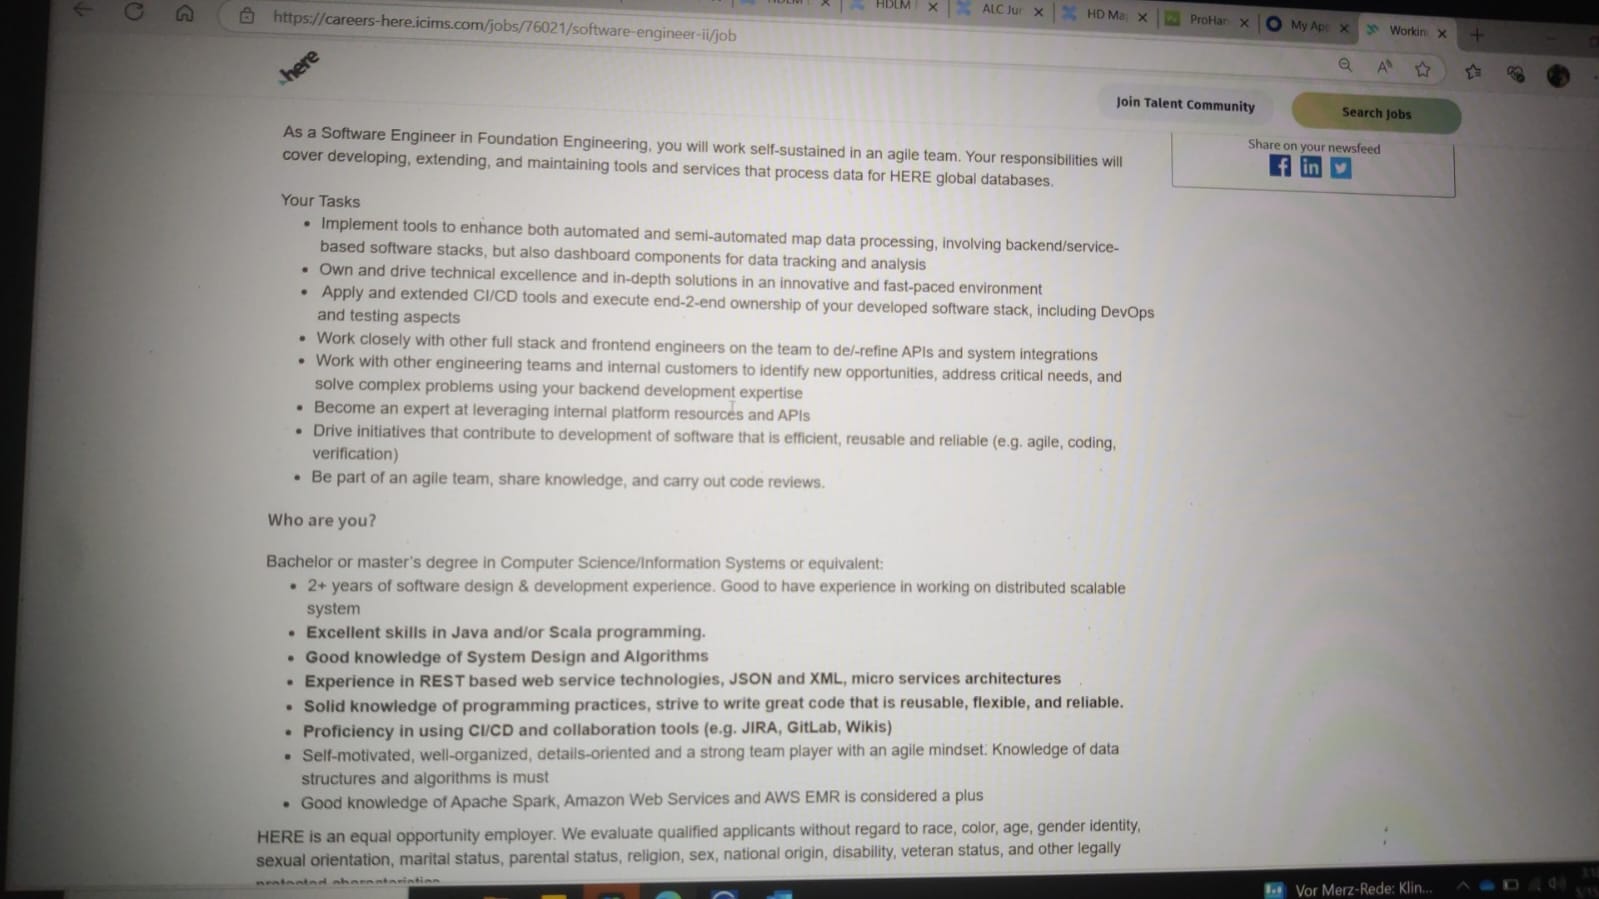 HDLM
ALC Jur
HD Ma
ProHan
My App
Workin
https://careers-here.icims.com/jobs/76021/software-engineer-ii/job
here
Join Talent Community
Search Jobs
Share on your newsfeed
As a Software Engineer in Foundation Engineering, you will work self-sustained in an agile team. Your responsibilities will
cover developing, extending, and maintaining tools and services that process data for HERE global databases.
Your Tasks
• Implement tools to enhance both automated and semi-automated map data processing, involving backend/service-
based software stacks, but also dashboard components for data tracking and analysis
• Own and drive technical excellence and in-depth solutions in an innovative and fast-paced environment
• Apply and extended CI/CD tools and execute end-2-end ownership of your developed software stack, including DevOps
and testing aspects
• Work closely with other full stack and frontend engineers on the team to de/-refine APIs and system integrations
• Work with other engineering teams and internal customers to identify new opportunities, address critical needs, and
solve complex problems using your backend development expertise
• Become an expert at leveraging internal platform resources and APIs
• Drive initiatives that contribute to development of software that is efficient, reusable and reliable (e.g. agile, coding,
verification)
• Be part of an agile team, share knowledge, and carry out code reviews.
Who are you?
Bachelor or master's degree in Computer Science/Information Systems or equivalent:
• 2+ years of software design & development experience. Good to have experience in working on distributed scalable
system
• Excellent skills in Java and/or Scala programming.
• Good knowledge of System Design and Algorithms
• Experience in REST based web service technologies, JSON and XML, micro services architectures
• Solid knowledge of programming practices, strive to write great code that is reusable, flexible, and reliable.
• Proficiency in using CI/CD and collaboration tools (e.g. JIRA, GitLab, Wikis)
• Self-motivated, well-organized, details-oriented and a strong team player with an agile mindset. Knowledge of data
structures and algorithms is must
• Good knowledge of Apache Spark, Amazon Web Services and AWS EMR is considered a plus
HERE is an equal opportunity employer. We evaluate qualified applicants without regard to race, color, age, gender identity,
sexual orientation, marital status, parental status, religion, sex, national origin, disability, veteran status, and other legally
Vor Merz-Rede: Klin...